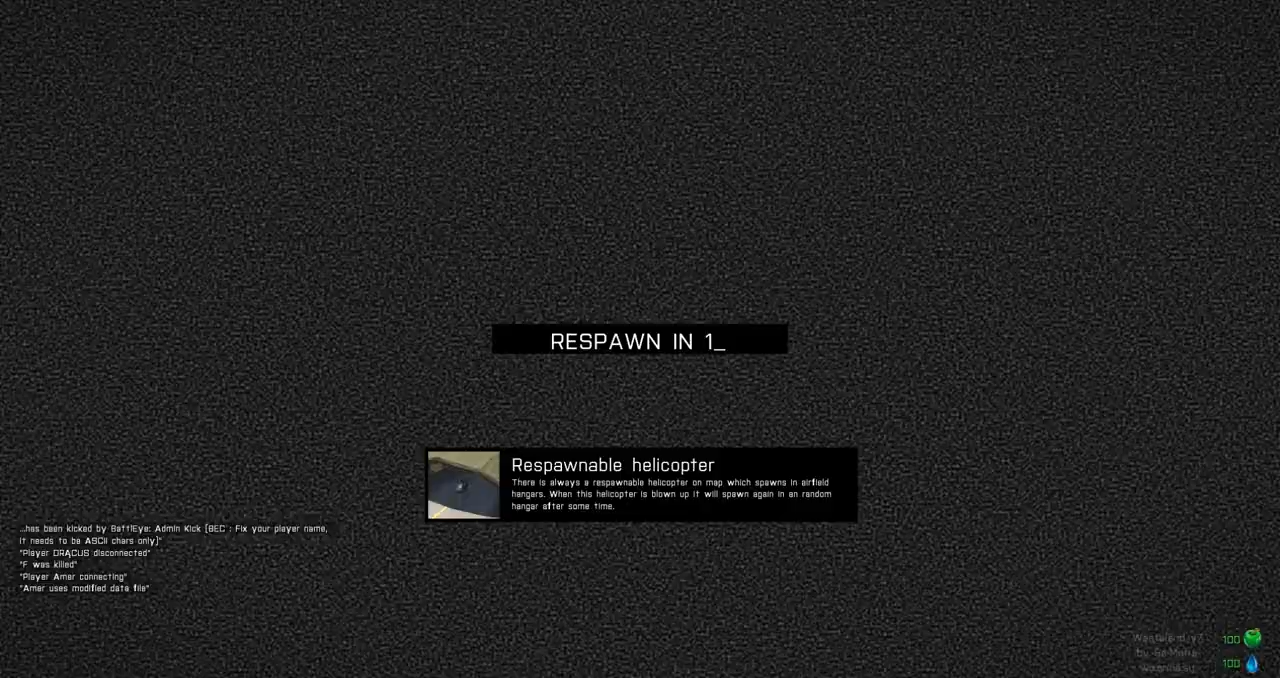 RESPAWN IN 1_
Respawnable helicopter
There is always a respawnable helicopter on map which spawns in airfield
hangars. When this helicopter is blown up it will spawn again in an random
hangar after some time.
...has been kicked by BattlEye: Admin Kick [BEC : Fix your player name,
it needs to be ASCII chars only]"
"Player DRACUS disconnected"
"F was killed"
"Player Amer connecting"
"Amer uses modified data file"
100
100